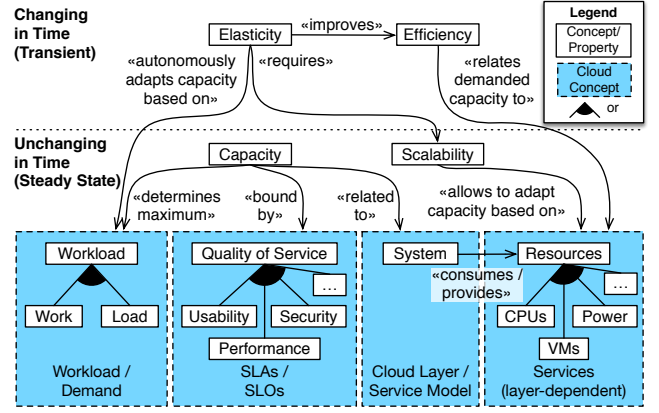 Changing
in Time
(Transient)
Elasticity
«improves»
Efficiency
Legend
Concept/
Property
Cloud
Concept
or
«autonomously
adapts capacity
based on»
«requires»
«relates
demanded
capacity to»
Unchanging
in Time
(Steady State)
Capacity
Scalability
«determines
maximum»
«bound
by»
«related
to»
«allows to adapt
capacity based on»
Workload
Quality of Service
System
Resources
«consumes /
provides»
...
...
Work
Load
Usability
Security
CPUs
Power
Performance
VMs
Workload /
Demand
SLAs /
SLOs
Cloud Layer /
Service Model
Services
(layer-dependent)